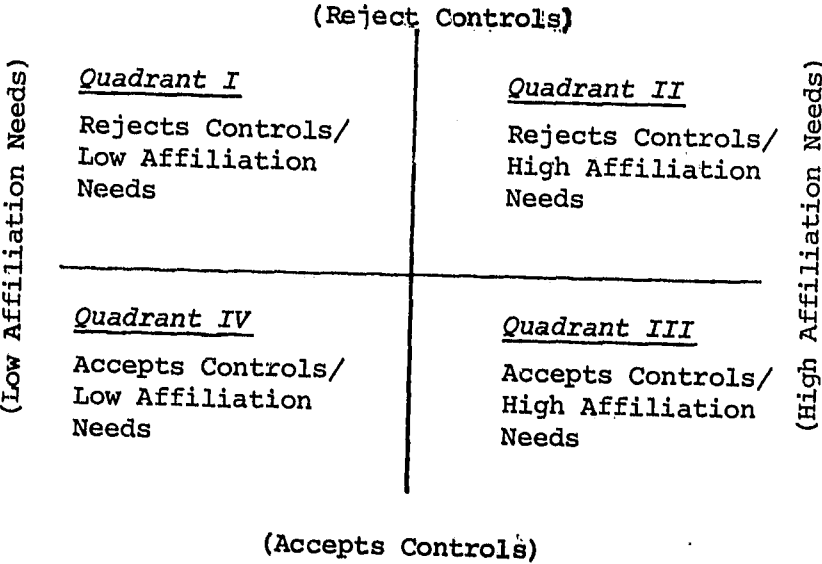 (Reject Controls)
(Low Affiliation Needs)
Quadrant I
Rejects Controls/
Low Affiliation
Needs
Quadrant II
Rejects Controls/
High Affiliation
Needs
(High Affiliation Needs)
Quadrant IV
Accepts Controls/
Low Affiliation
Needs
Quadrant III
Accepts Controls/
High Affiliation
Needs
(Accepts Controls)